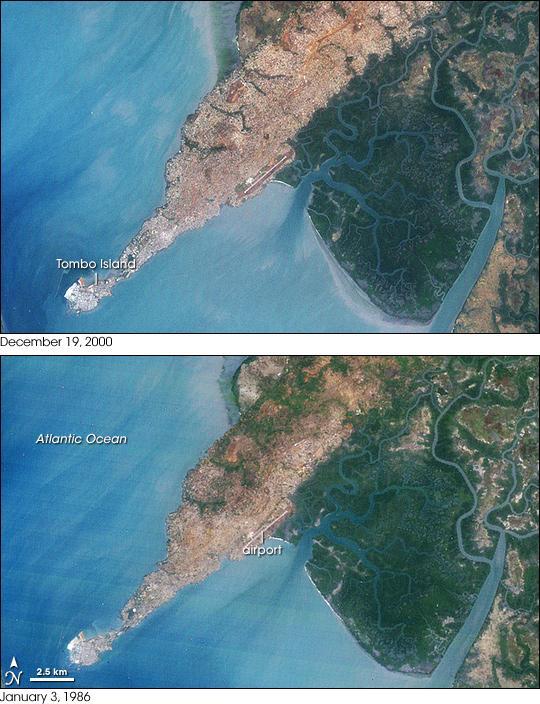 Tombo Island
December 19, 2000
Atlantic Ocean
airport
N
2.5 km
January 3, 1986